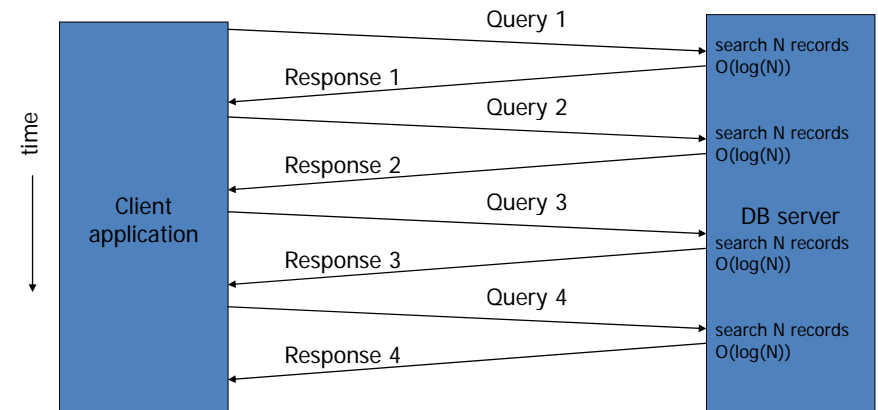 Query 1
search N records
O(log(N))
Response 1
Query 2
time
search N records
O(log(N))
Response 2
Query 3
Client
application
DB server
search N records
O(log(N))
Response 3
Query 4
search N records
O(log(N))
Response 4